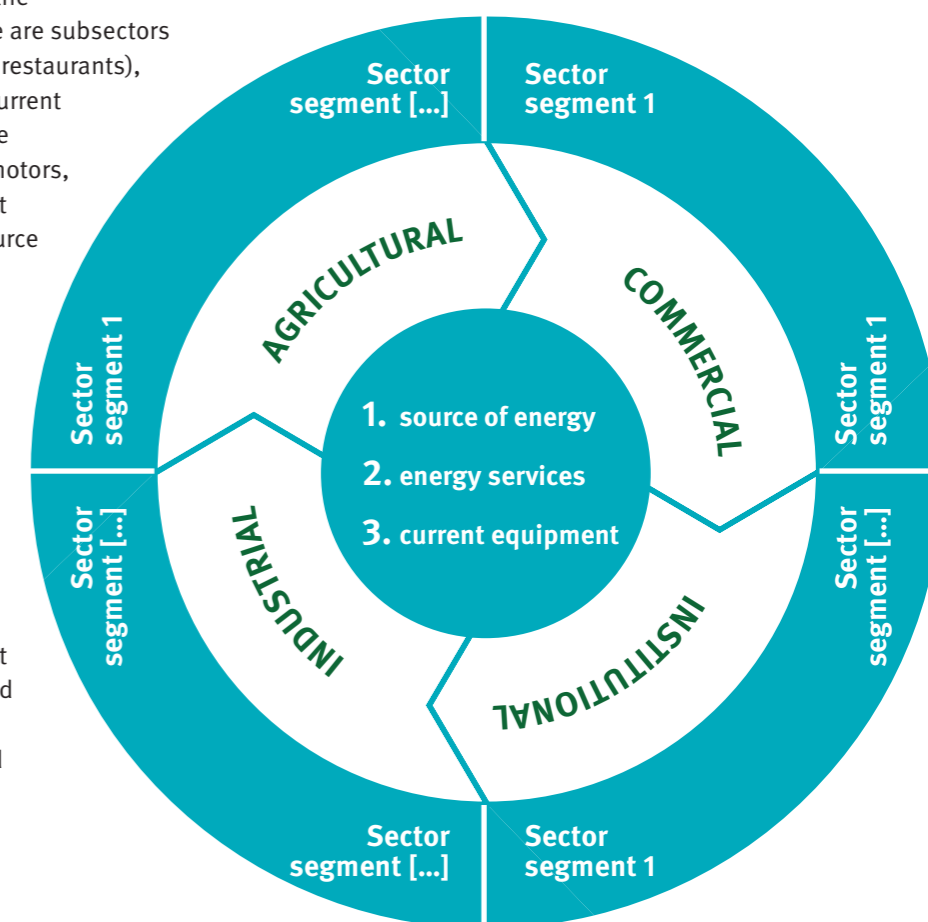 the
e are subsectors
restaurants),
urrent
e
notors,
t
urce
t
d
Sector
segment [...]
Sector
segment 1
Sector
segment 1
Sector
segment [...]
Sector
segment 1
Sector
segment [...]
Sector
segment [...]
Sector
segment 1
AGRICULTURAL
COMMERCIAL
INSTITUTIONAL
INDUSTRIAL
1. source of energy
2. energy services
3. current equipment